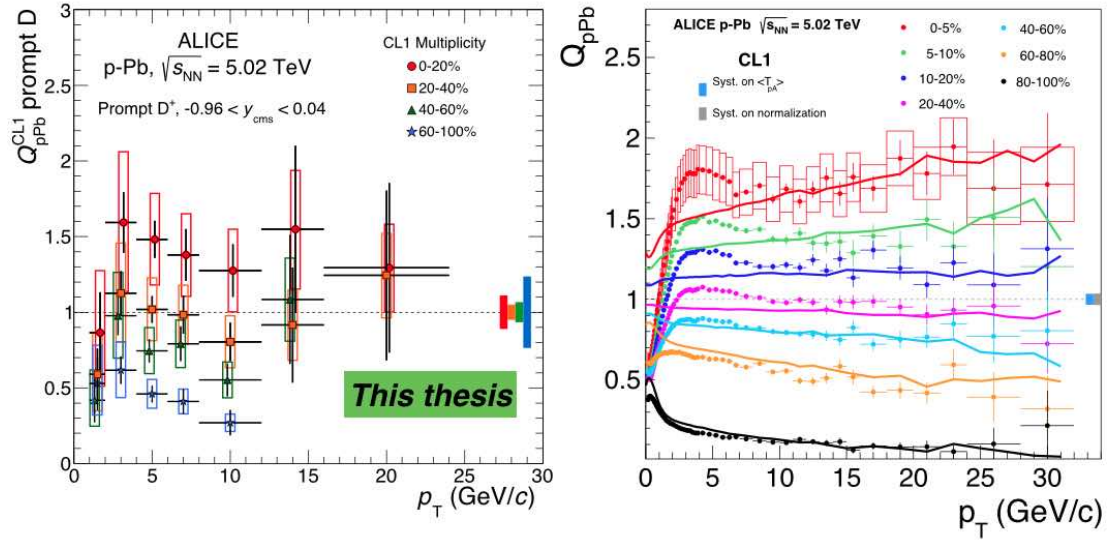 Q_pPb^CL1 prompt D
3
2.5
2
1.5
1
0.5
0
ALICE
p-Pb, √s_NN = 5.02 TeV
Prompt D⁺, -0.96 < y_cms < 0.04
CL1 Multiplicity
0-20%
20-40%
40-60%
60-100%
This thesis
0 5 10 15 20 25 30
p_T (GeV/c)
Q_pPb
2.5
2
1.5
1
0.5
ALICE p-Pb √s_NN = 5.02 TeV
CL1
Syst. on <T_pA>
Syst. on normalization
0-5%
5-10%
10-20%
20-40%
40-60%
60-80%
80-100%
0 5 10 15 20 25 30
p_T (GeV/c)